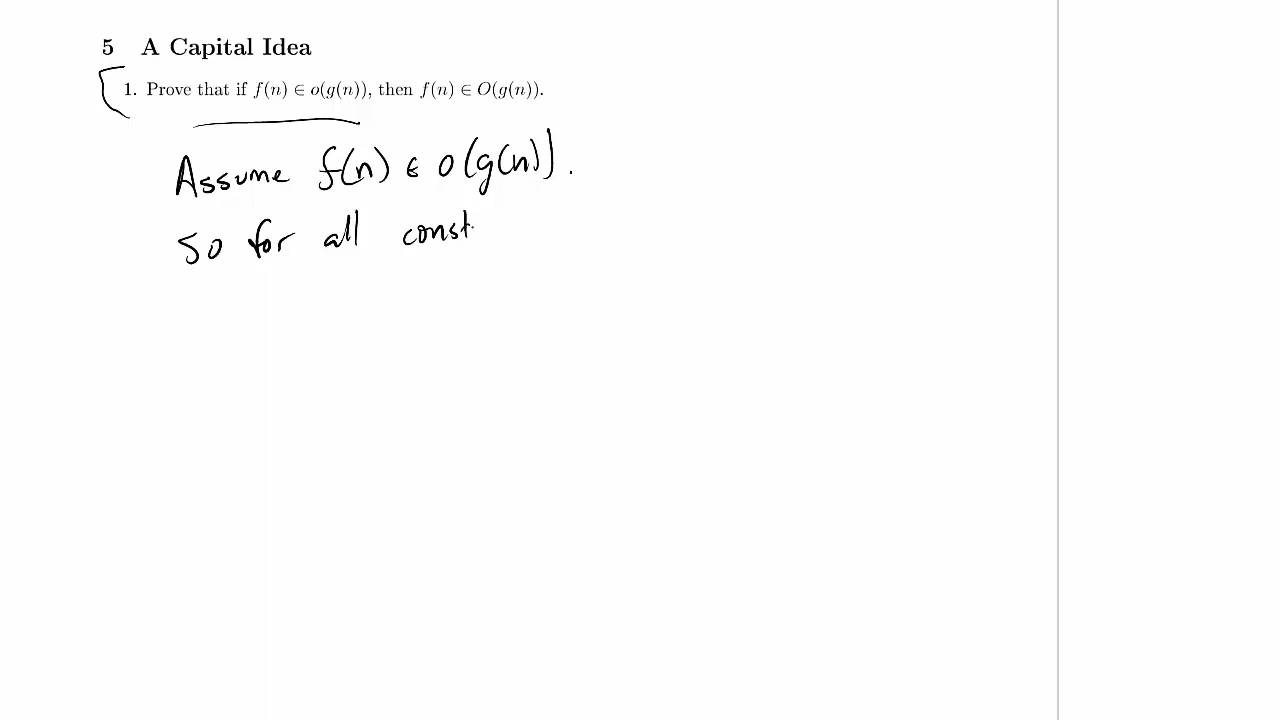 5 A Capital Idea
1. Prove that if f(n) ∈ o(g(n)), then f(n) ∈ O(g(n)).
Assume f(n) ∈ o(g(n)).
So for all const